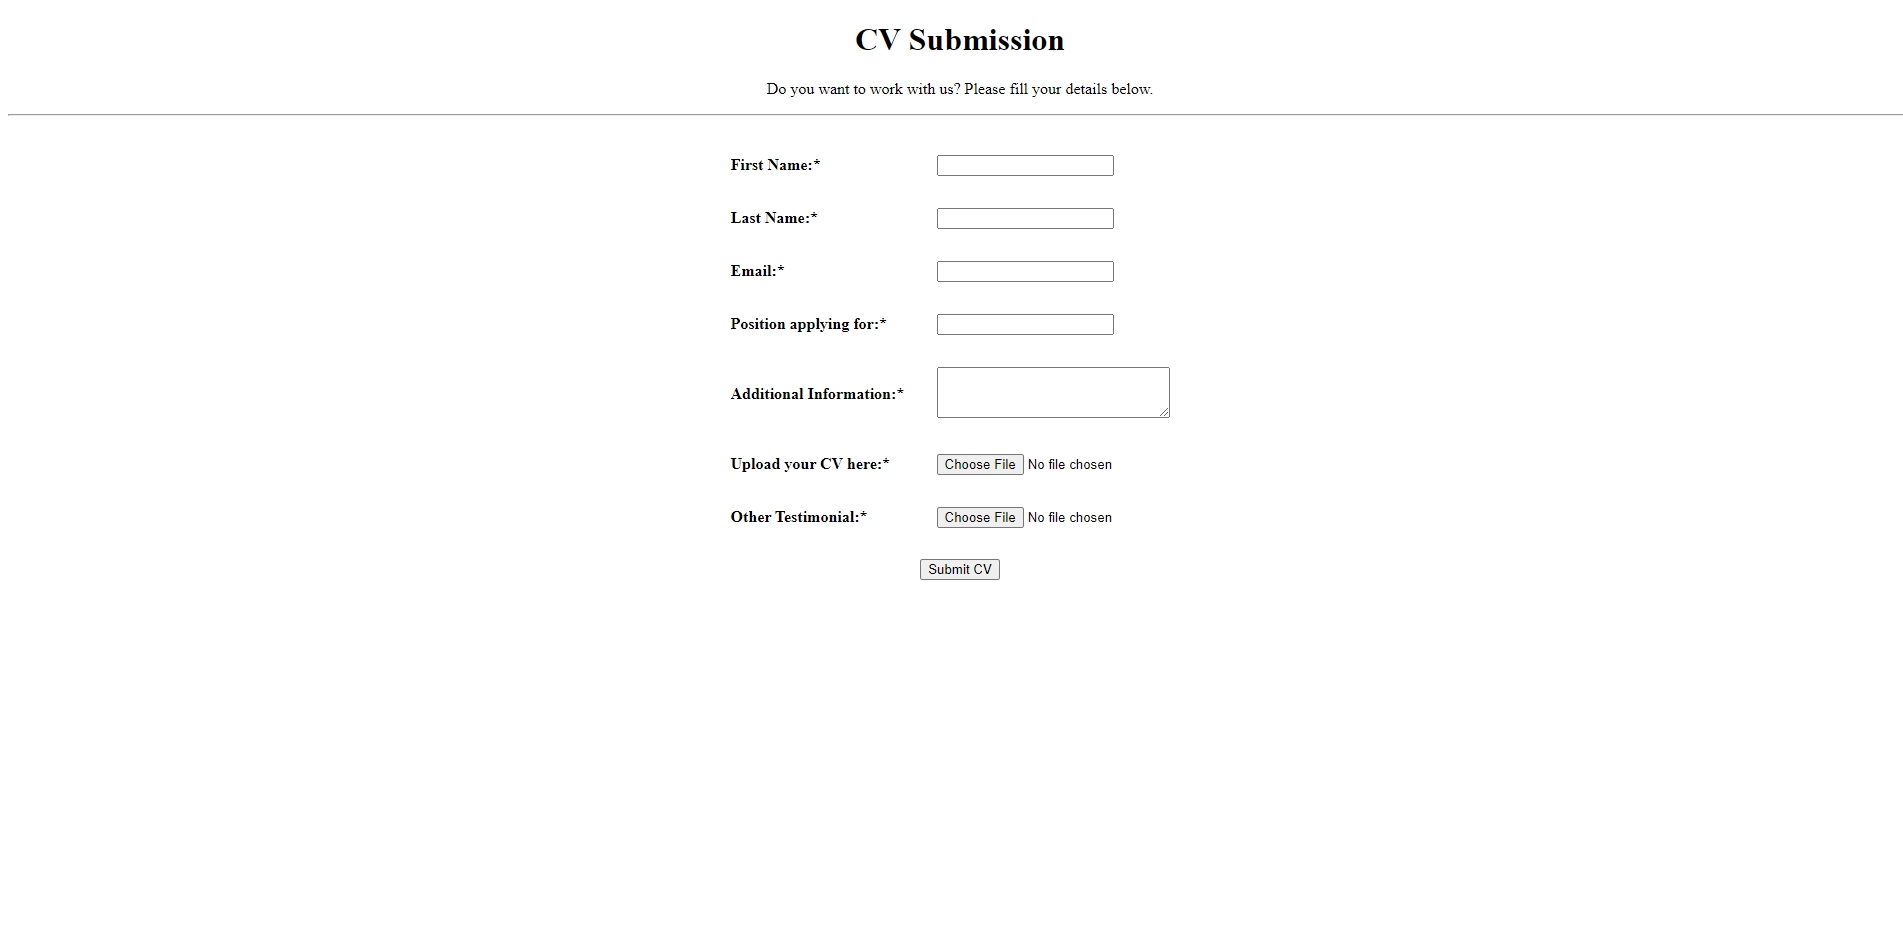 CV Submission
Do you want to work with us? Please fill your details below.
First Name:*
Last Name:*
Email:*
Position applying for:*
Additional Information:*
Upload your CV here:* Choose File No file chosen
Other Testimonial:* Choose File No file chosen
Submit CV